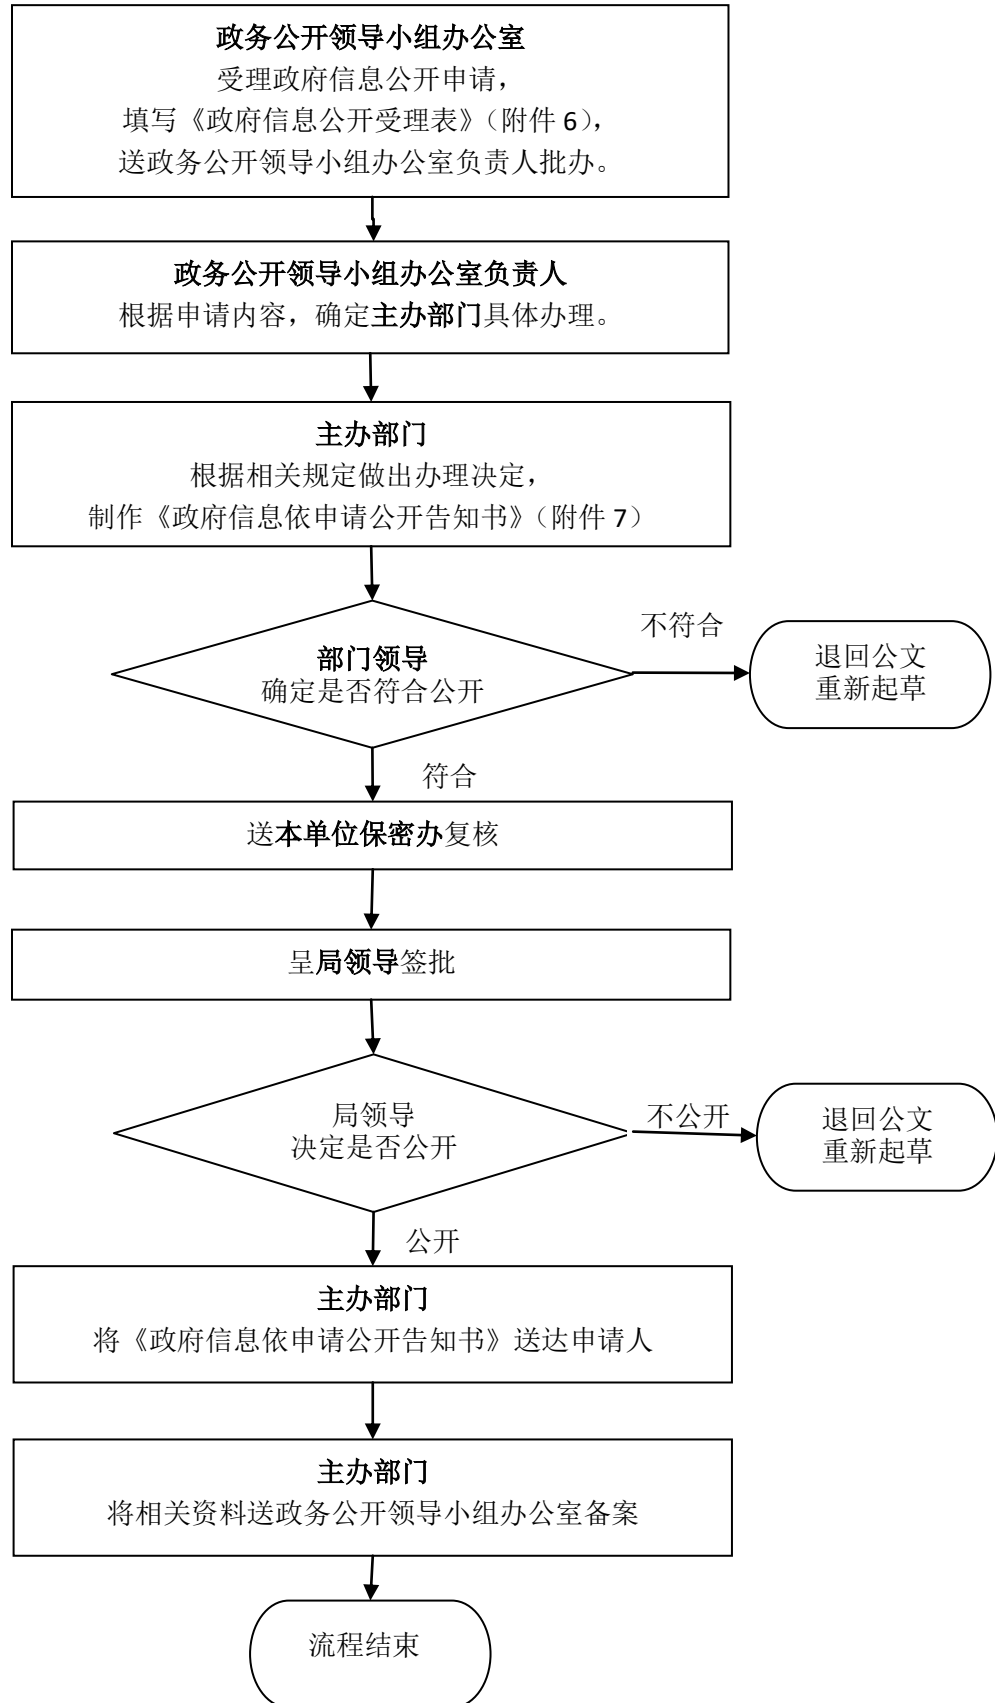 政务公开领导小组办公室
受理政府信息公开申请，
填写《政府信息公开受理表》（附件 6），
送政务公开领导小组办公室负责人批办。
政务公开领导小组办公室负责人
根据申请内容，确定主办部门具体办理。
主办部门
根据相关规定做出办理决定，
制作《政府信息依申请公开告知书》（附件 7）
部门领导
确定是否符合公开
不符合
退回公文
重新起草
符合
送本单位保密办复核
呈局领导签批
局领导
决定是否公开
不公开
退回公文
重新起草
公开
主办部门
将《政府信息依申请公开告知书》送达申请人
主办部门
将相关资料送政务公开领导小组办公室备案
流程结束